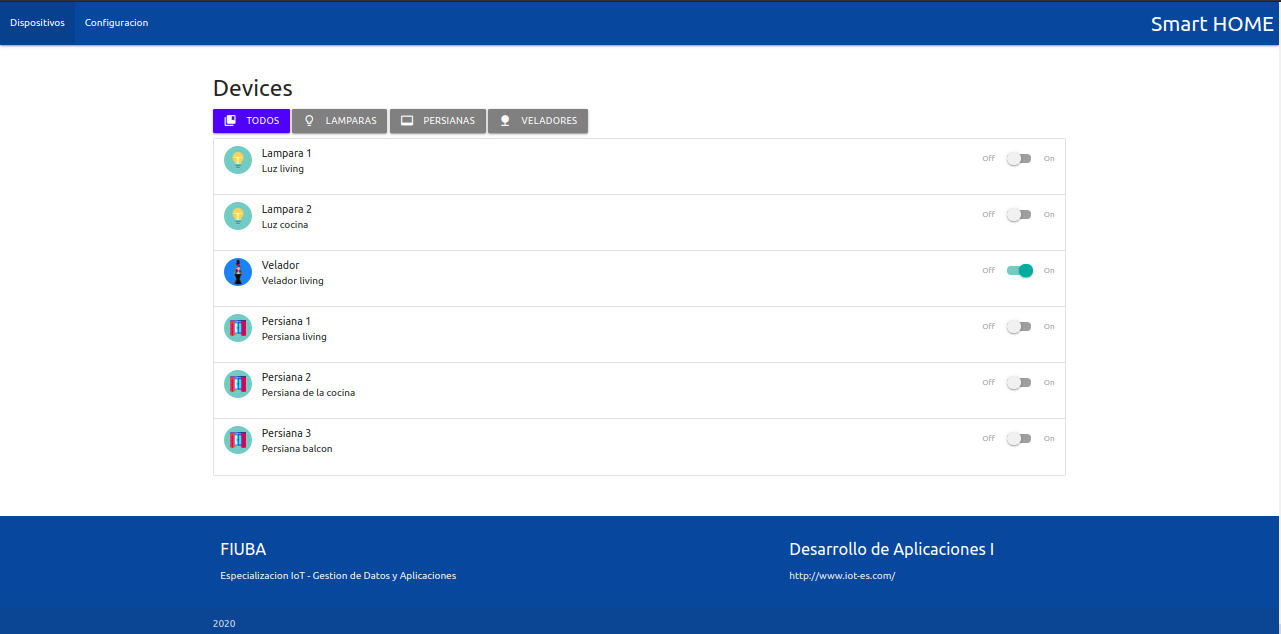 Dispositivos Configuracion Smart HOME
Devices
TODOS LAMPARAS PERSIANAS VELADORES
Lampara 1
Luz living
Off On
Lampara 2
Luz cocina
Off On
Velador
Velador living
Off On
Persiana 1
Persiana living
Off On
Persiana 2
Persiana de la cocina
Off On
Persiana 3
Persiana balcon
Off On
FIUBA
Especializacion IoT - Gestion de Datos y Aplicaciones
Desarrollo de Aplicaciones I
http://www.iot-es.com/
2020